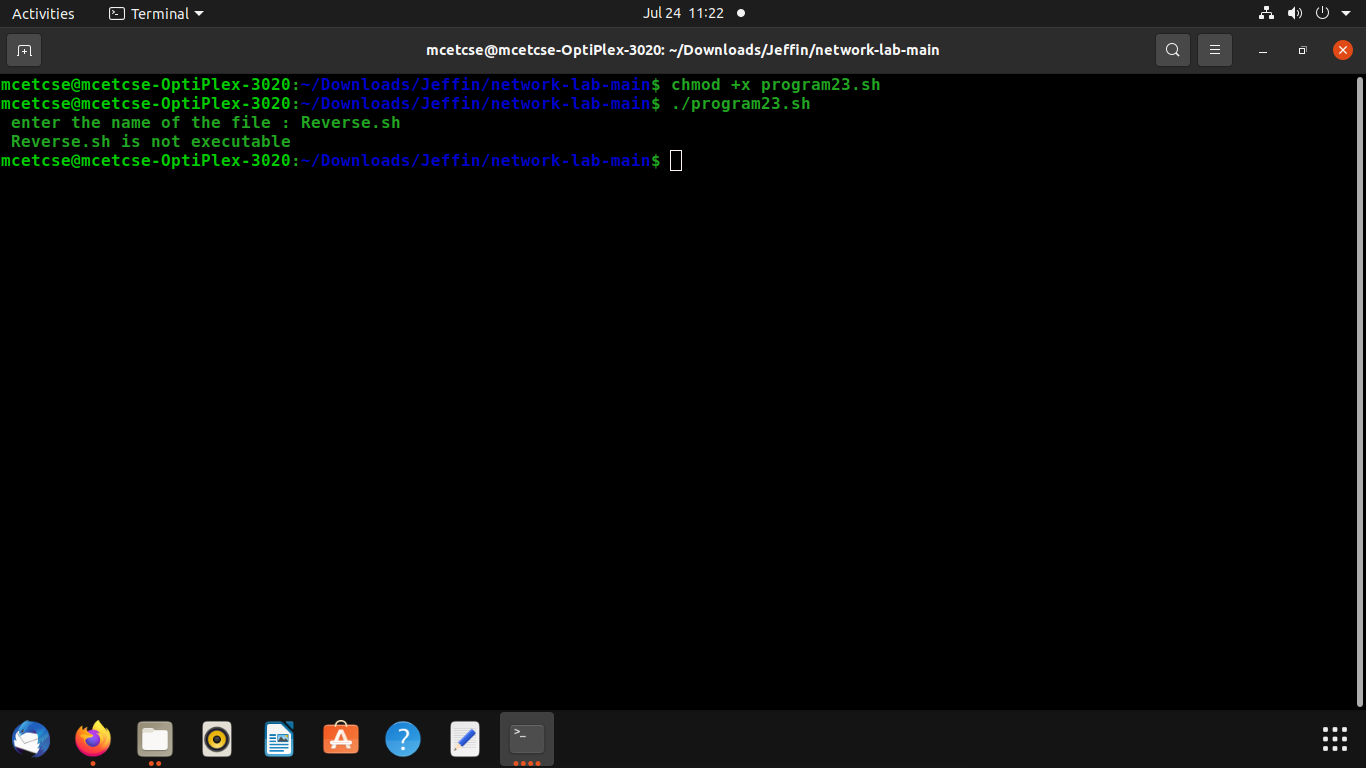 Activities Terminal Jul 24 11:22
mcetcse@mcetcse-OptiPlex-3020: ~/Downloads/Jeffin/network-lab-main
mcetcse@mcetcse-OptiPlex-3020:~/Downloads/Jeffin/network-lab-main$ chmod +x program23.sh
mcetcse@mcetcse-OptiPlex-3020:~/Downloads/Jeffin/network-lab-main$ ./program23.sh
enter the name of the file : Reverse.sh
Reverse.sh is not executable
mcetcse@mcetcse-OptiPlex-3020:~/Downloads/Jeffin/network-lab-main$